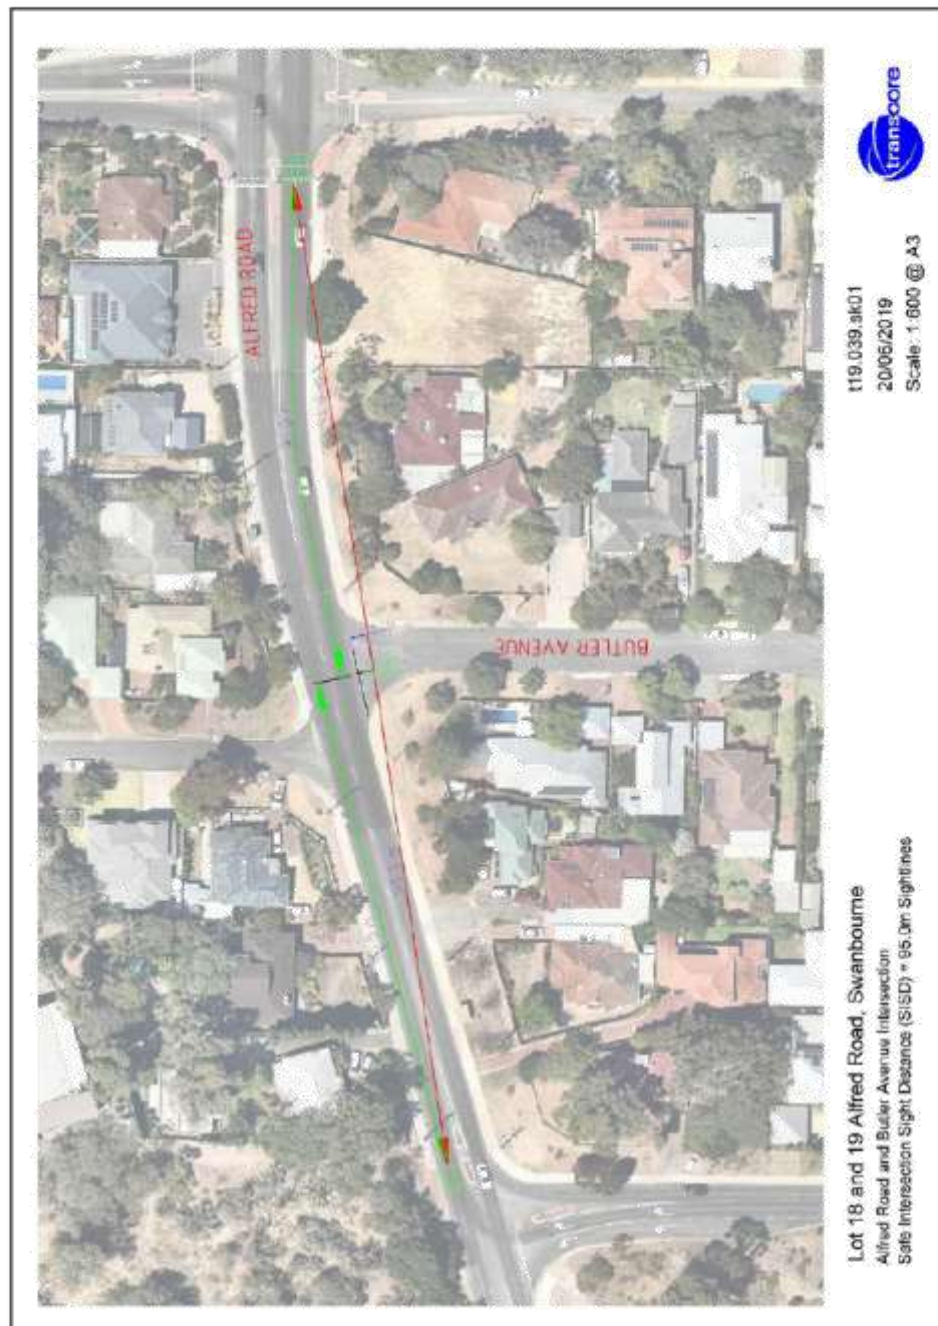 ALFRED ROAD
BUTLER AVENUE
transcore
t19.039.sk01
20/06/2019
Scale: 1:600 @ A3
Lot 18 and 19 Alfred Road, Swanbourne
Alfred Road and Butler Avenue Intersection
Safe Intersection Sight Distance (SISD) = 95.0m Sightlines